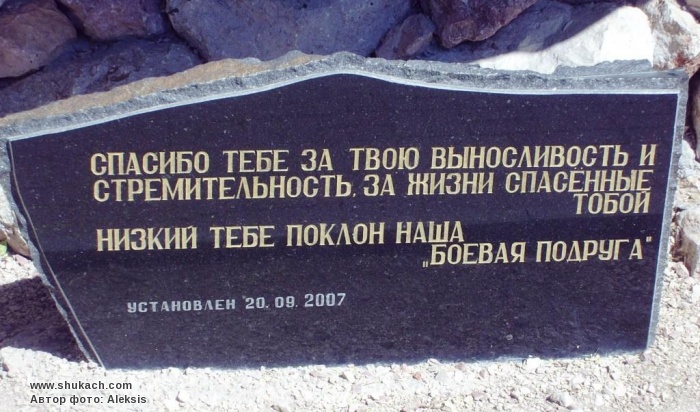 СПАСИБО ТЕБЕ ЗА ТВОЮ ВЫНОСЛИВОСТЬ И
СТРЕМИТЕЛЬНОСТЬ, ЗА ЖИЗНИ СПАСЁННЫЕ
ТОБОЙ
НИЗКИЙ ТЕБЕ ПОКЛОН НАША
„БОЕВАЯ ПОДРУГА"
УСТАНОВЛЕН 20. 09. 2007
www.shukach.com
Автор фото: Aleksis